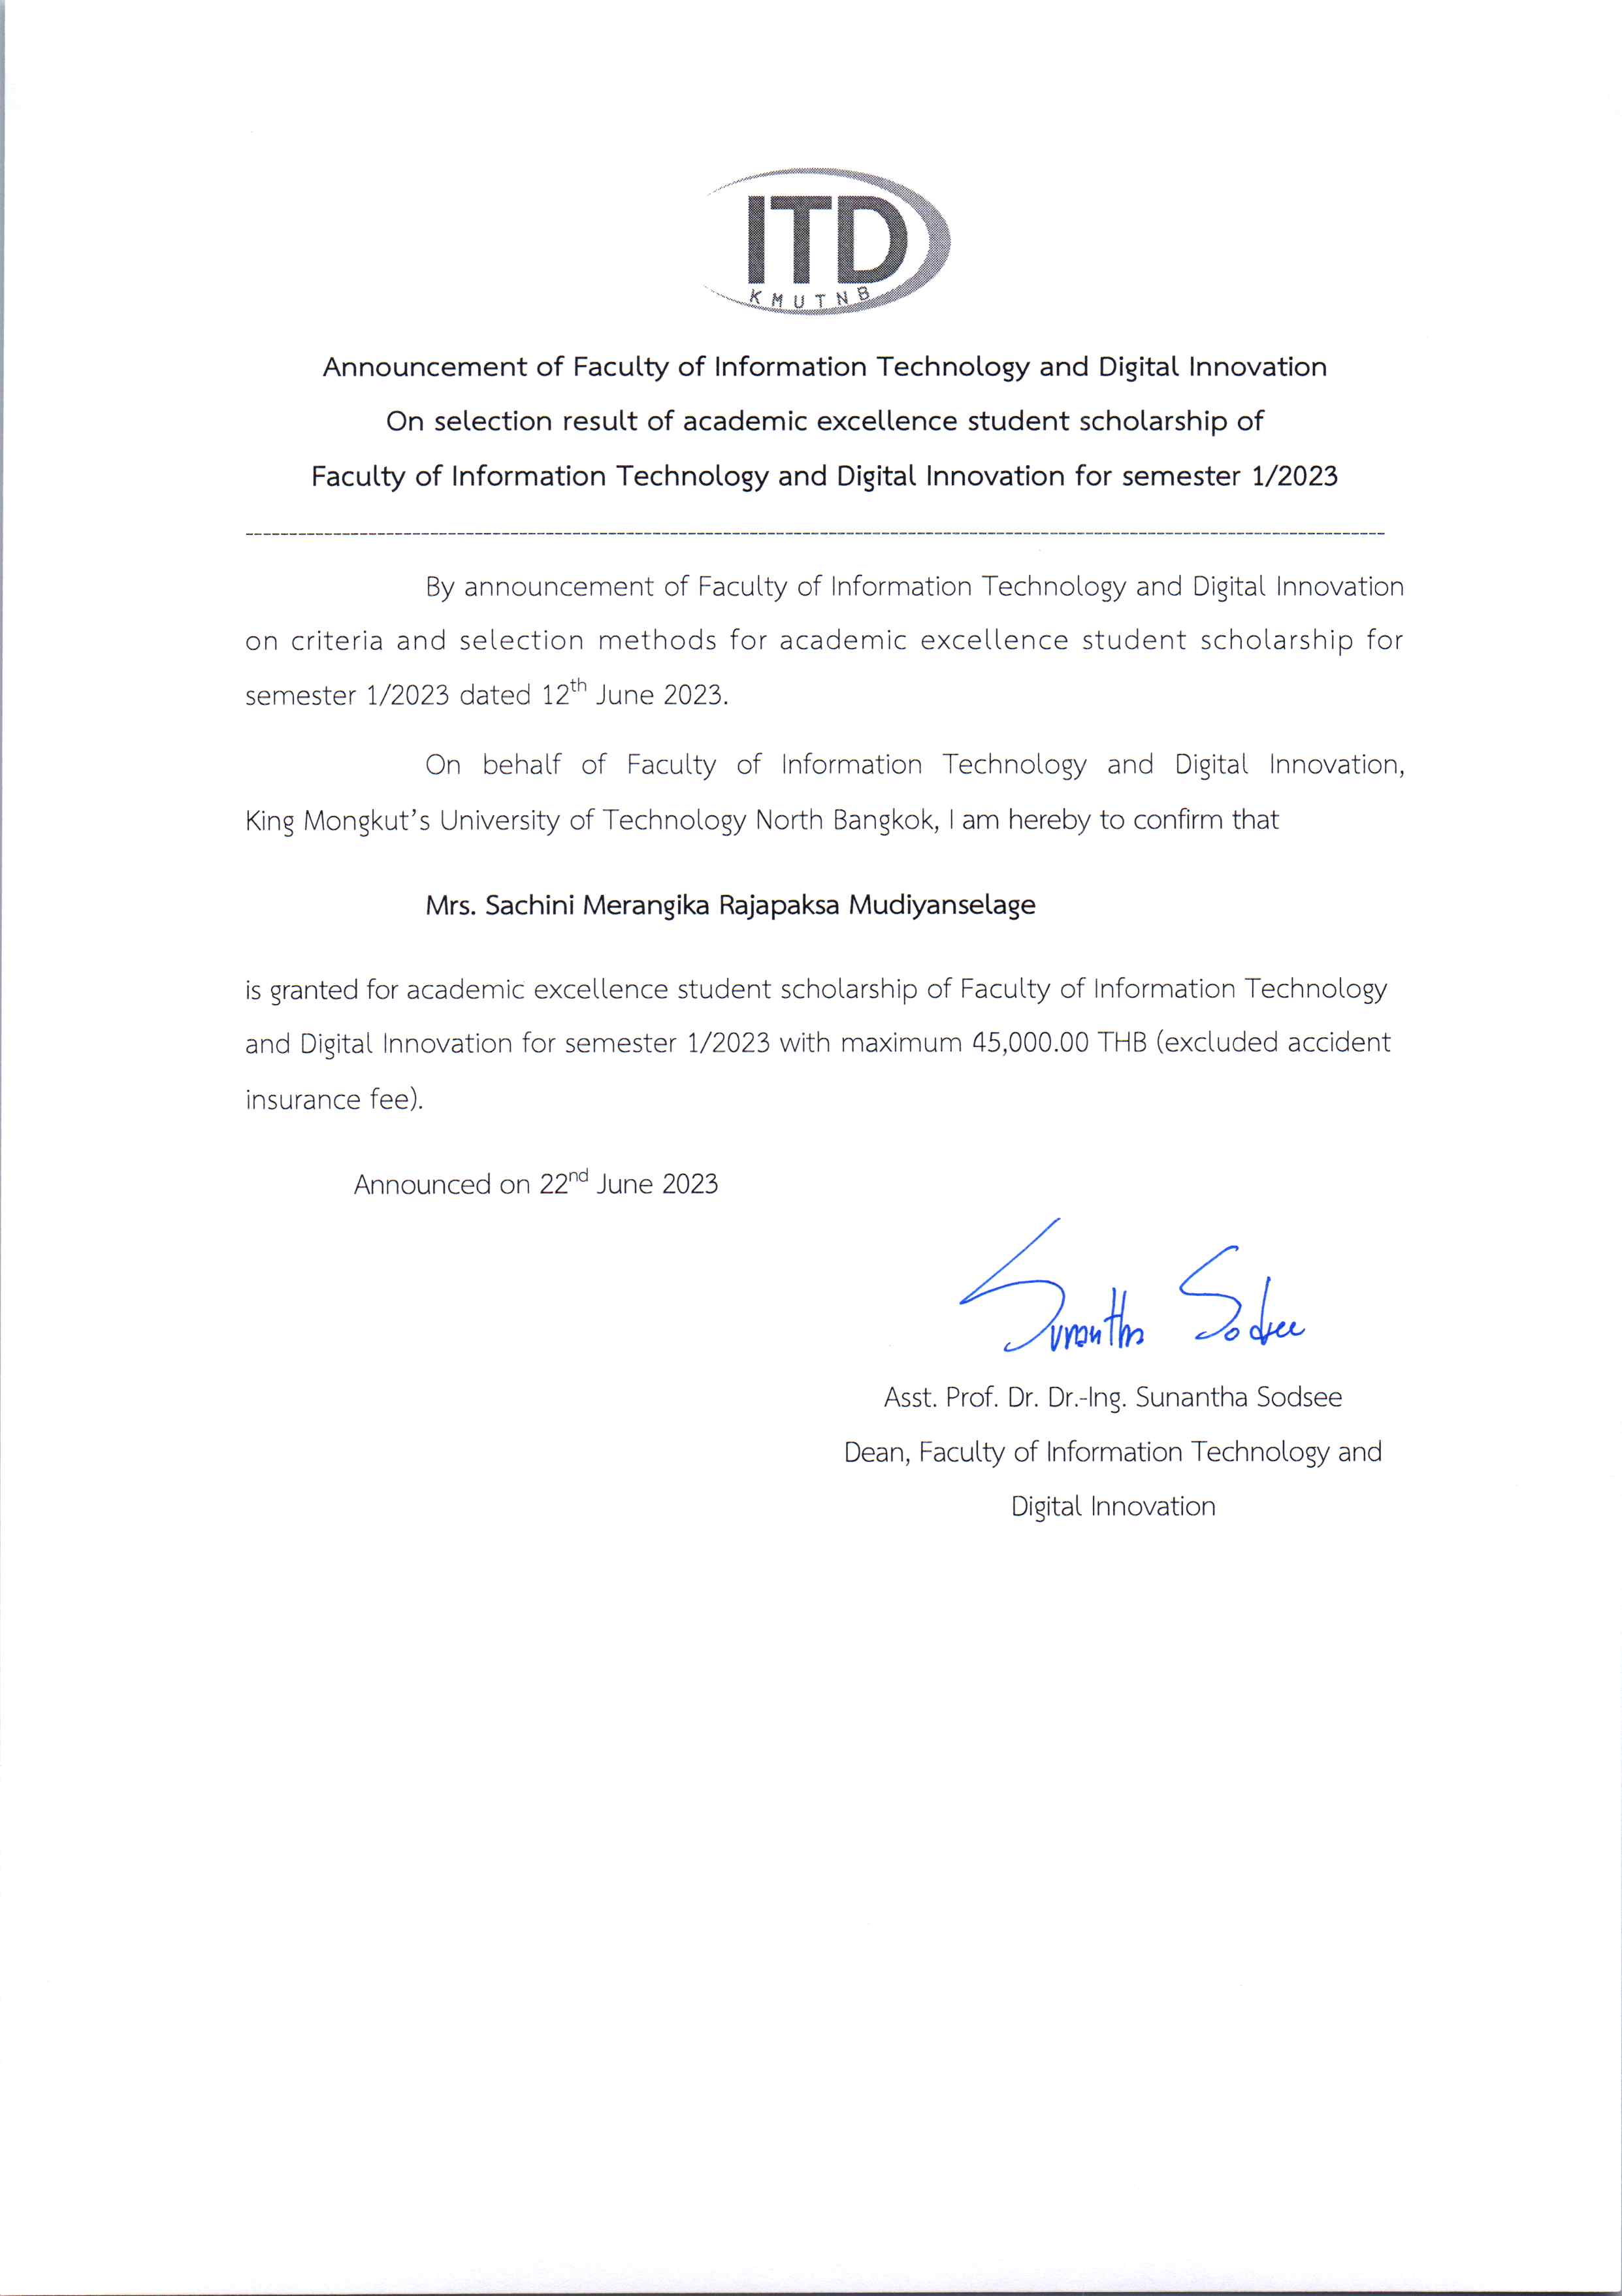 ITD
KMUTNB
Announcement of Faculty of Information Technology and Digital Innovation
On selection result of academic excellence student scholarship of
Faculty of Information Technology and Digital Innovation for semester 1/2023
--------------------------------------------------------------------------------
By announcement of Faculty of Information Technology and Digital Innovation
on criteria and selection methods for academic excellence student scholarship for
semester 1/2023 dated 12th June 2023.
On behalf of Faculty of Information Technology and Digital Innovation,
King Mongkut's University of Technology North Bangkok, I am hereby to confirm that
Mrs. Sachini Merangika Rajapaksa Mudiyanselage
is granted for academic excellence student scholarship of Faculty of Information Technology
and Digital Innovation for semester 1/2023 with maximum 45,000.00 THB (excluded accident
insurance fee).
Announced on 22nd June 2023
Sunantha Sodsee
Asst. Prof. Dr. Dr.-Ing. Sunantha Sodsee
Dean, Faculty of Information Technology and
Digital Innovation